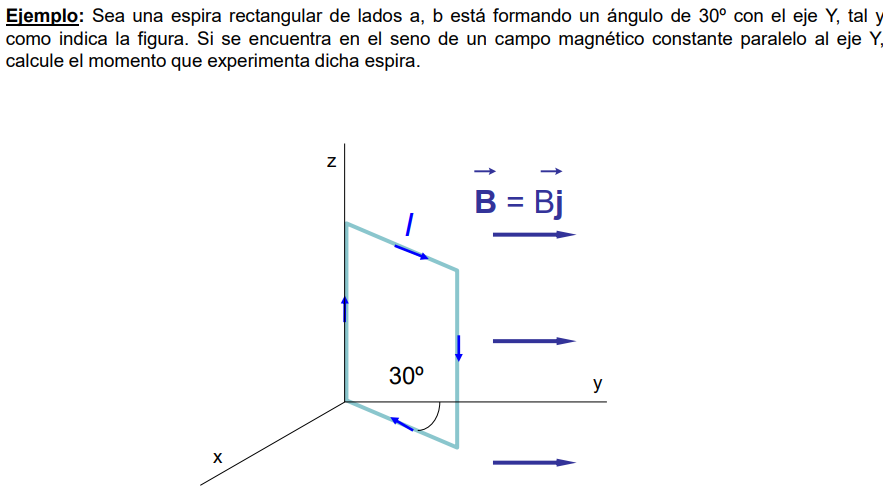 Ejemplo: Sea una espira rectangular de lados a, b está formando un ángulo de 30º con el eje Y, tal y
como indica la figura. Si se encuentra en el seno de un campo magnético constante paralelo al eje Y,
calcule el momento que experimenta dicha espira.
z
B = Bj
I
30º
y
x